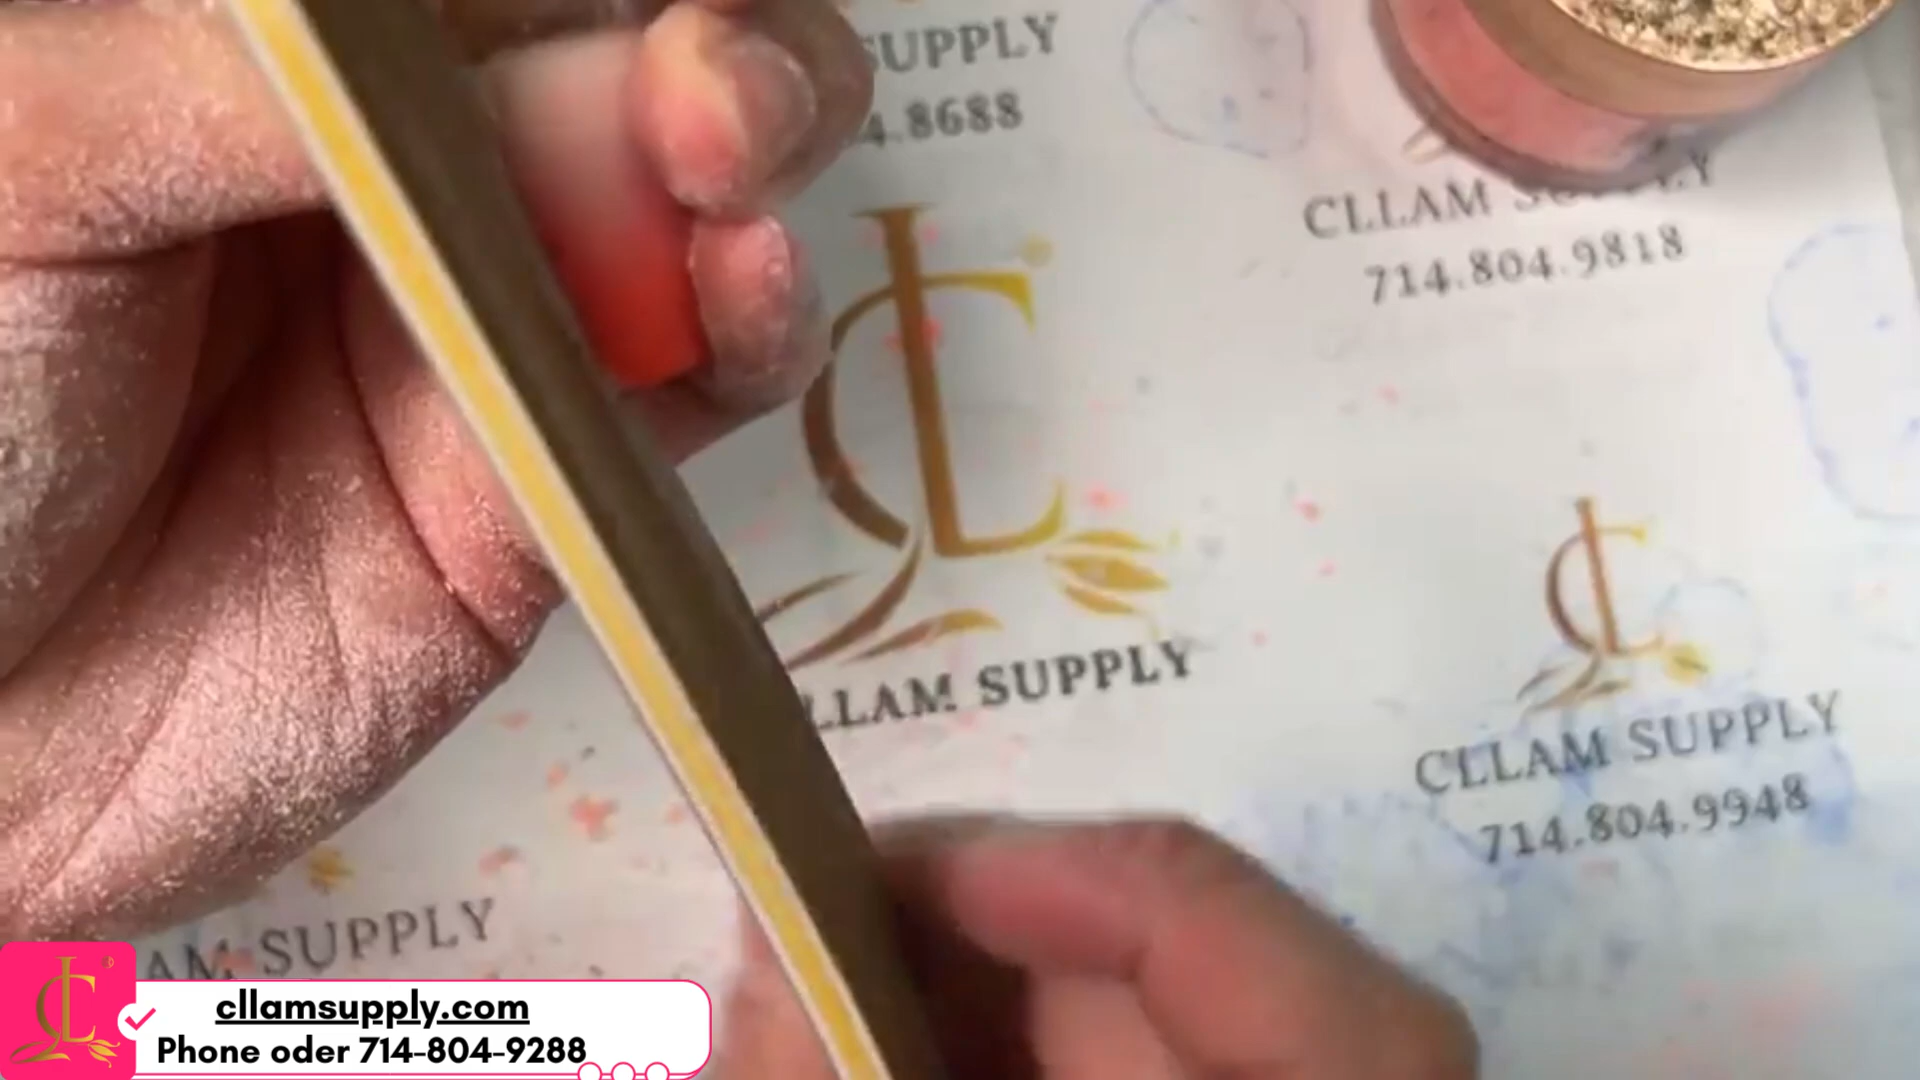 SUPPLY
4.8688
CLLAM
714.804.9818
LLAM SUPPLY
CLLAM SUPPLY
714.804.9948
AM SUPPLY
cllamsupply.com
Phone oder 714-804-9288